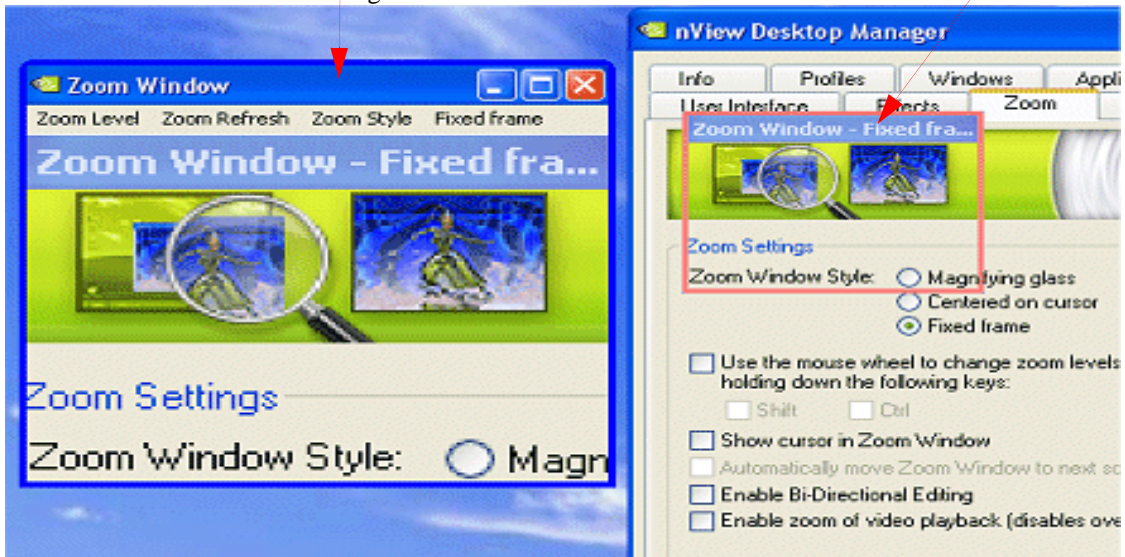 Zoom Window
Zoom Level Zoom Refresh Zoom Style Fixed frame
Zoom Window - Fixed fra...
Zoom Settings
Zoom Window Style: Magn
nView Desktop Manager
Info Profiles Windows Appli
User Interface Effects Zoom
Zoom Window - Fixed fra...
Zoom Settings
Zoom Window Style: Magnifying glass
Centered on cursor
Fixed frame
Use the mouse wheel to change zoom levels
holding down the following keys:
Shift Ctrl
Show cursor in Zoom Window
Automatically move Zoom Window to next sc
Enable Bi-Directional Editing
Enable zoom of video playback (disables ove